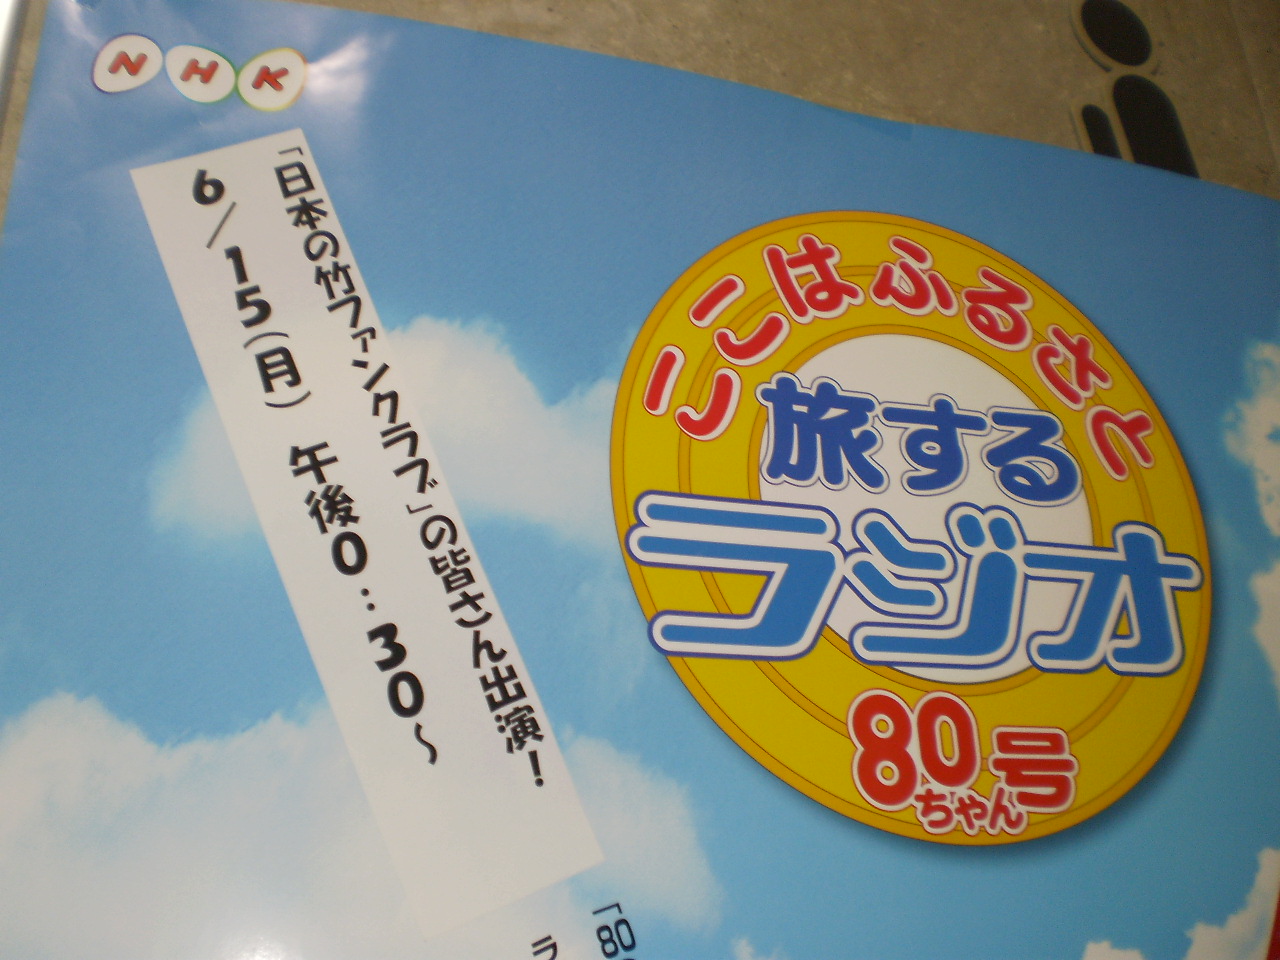 NHK
「日本の竹ファンクラブ」の皆さん出演！
6/15(月) 午後0：30～
ここはふるさと
旅する
ラジオ
80号
ちゃん
「80
ラ